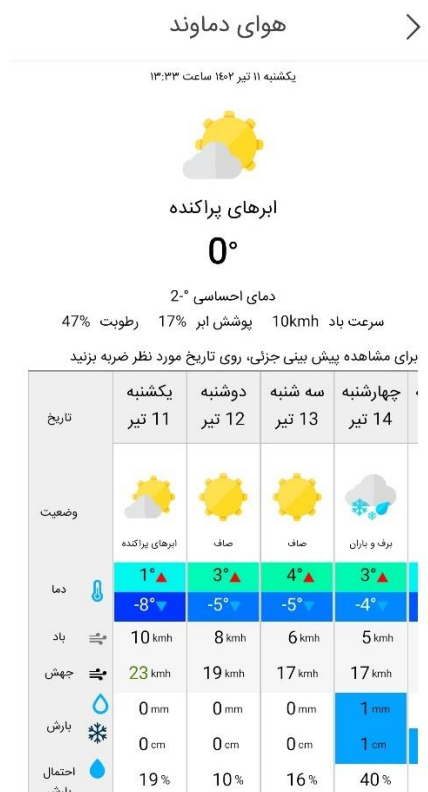 هوای دماوند
یکشنبه ۱۱ تیر ۱۴۰۲ ساعت ۱۳:۳۳
ابرهای پراکنده
0°
دمای احساسی °-2
سرعت باد 10kmh پوشش ابر %17 رطوبت %47
برای مشاهده پیش بینی جزئی، روی تاریخ مورد نظر ضربه بزنید
تاریخ یکشنبه دوشنبه سه شنبه چهارشنبه
11 تیر 12 تیر 13 تیر 14 تیر
وضعیت ابرهای پراکنده صاف صاف برف و باران
دما 1° 3° 4° 3°
-8° -5° -5° -4°
باد 10 kmh 8 kmh 6 kmh 5 kmh
جهش 23 kmh 19 kmh 17 kmh 17 kmh
بارش 0 mm 0 mm 0 mm 1 mm
0 cm 0 cm 0 cm 1 cm
احتمال 19 % 10 % 16 % 40 %